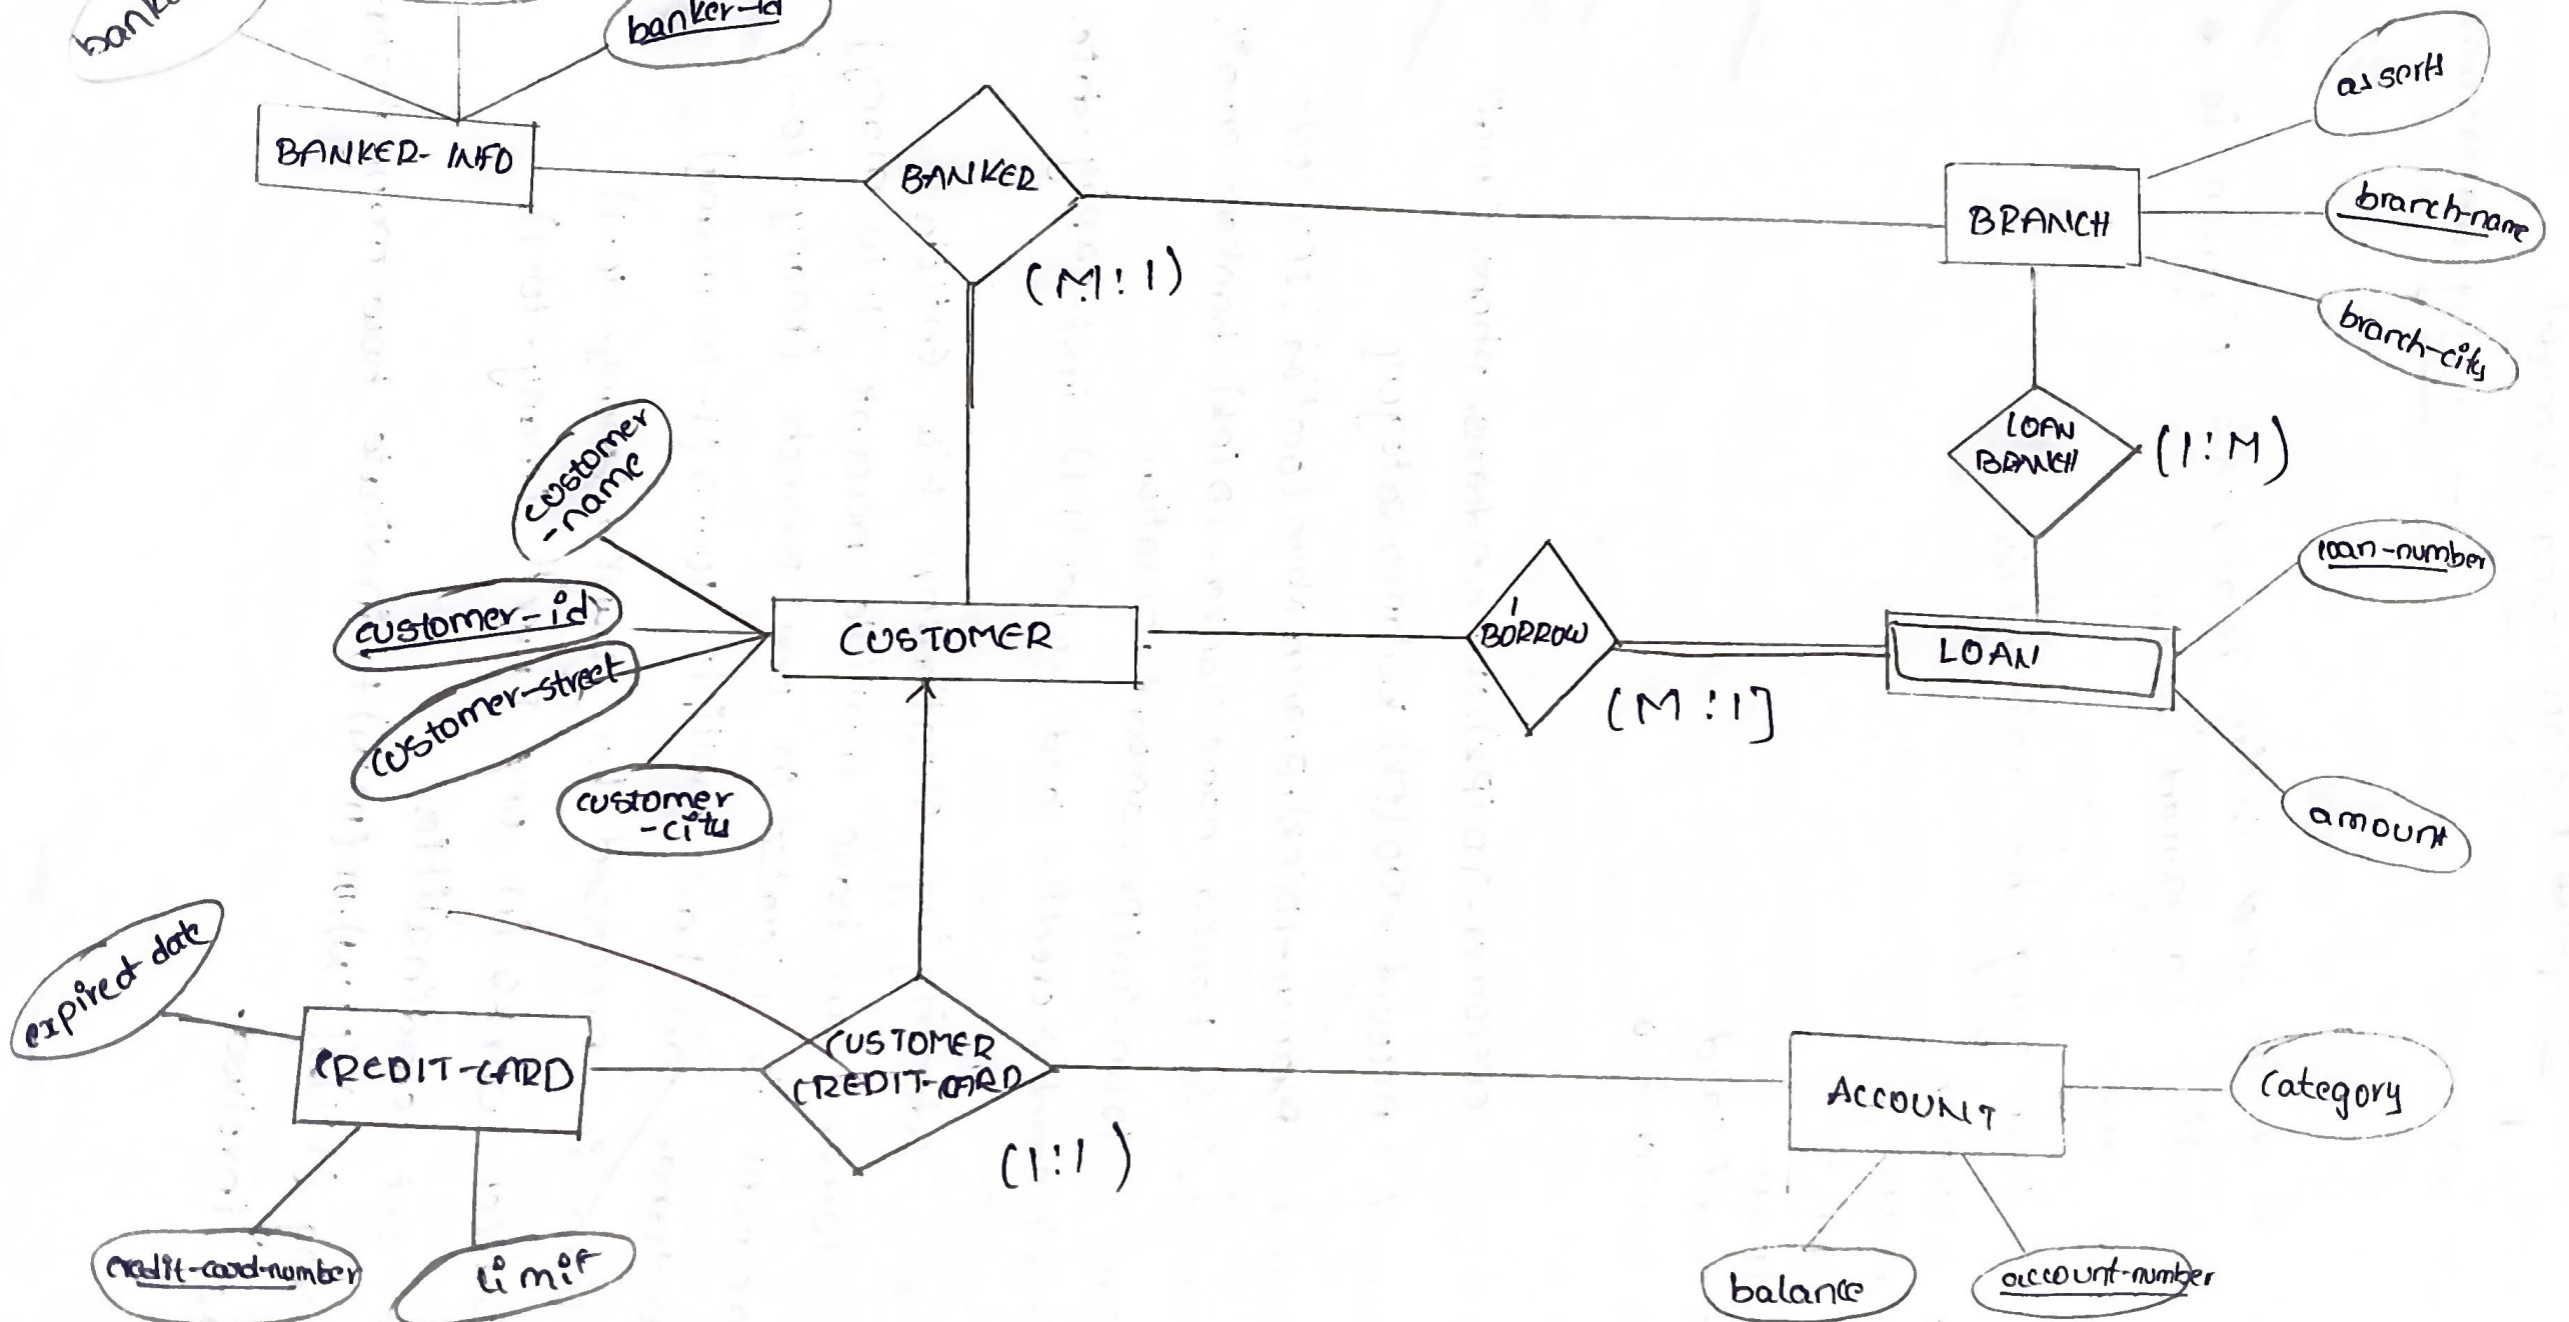 banker-id
asserts
BANKER-INFO
BANKER
BRANCH
branch-name
(M:1)
branch-city
customer
-name
LOAN
BRANCH
(1:M)
loan-number
customer-id
CUSTOMER
BORROW
LOAN
customer-street
(M:1]
customer
-city
amount
expired date
CREDIT-CARD
CUSTOMER
CREDIT-CARD
ACCOUNT
category
(1:1)
credit-card-number
limit
balance
account-number